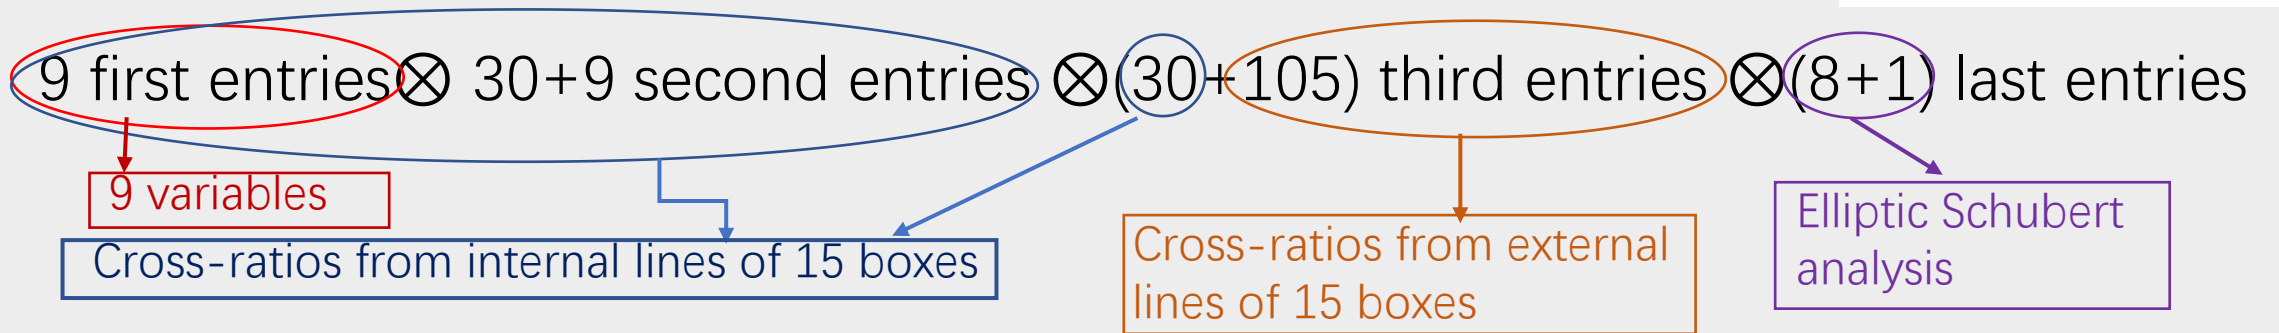 9 first entries⊗ 30+9 second entries ⊗(30+105) third entries ⊗(8+1) last entries
9 variables
Cross-ratios from internal lines of 15 boxes
Cross-ratios from external
lines of 15 boxes
Elliptic Schubert
analysis